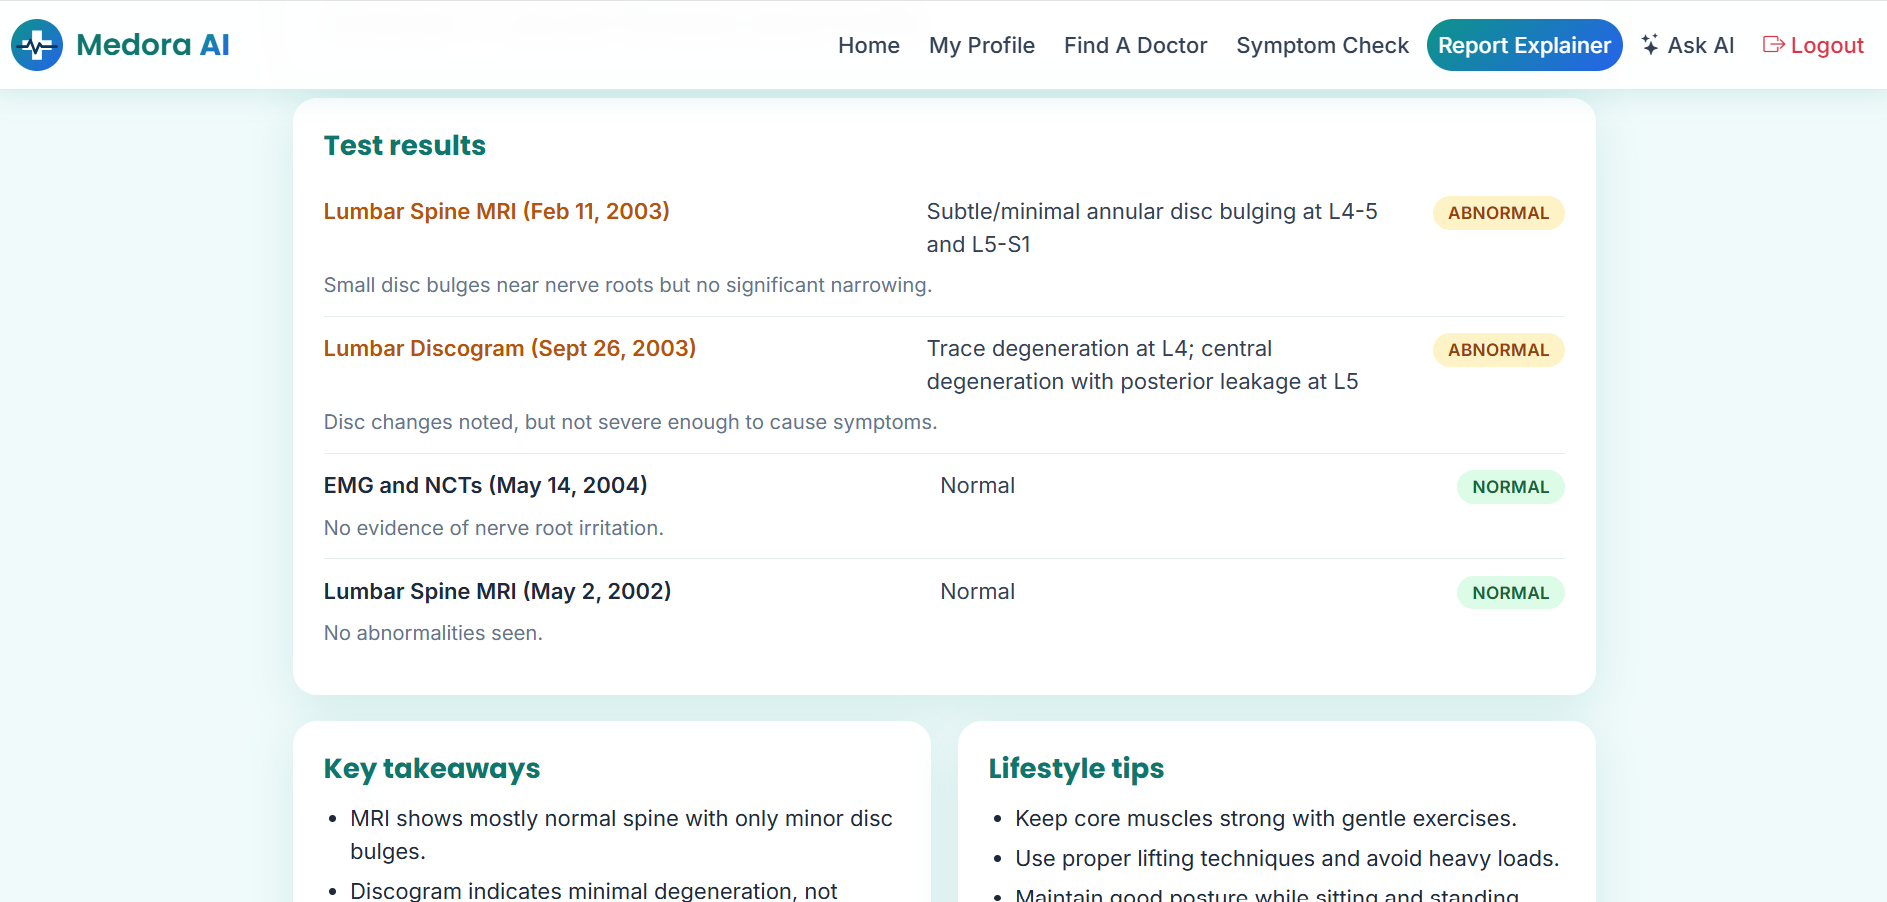 Medora AI
Home My Profile Find A Doctor Symptom Check Report Explainer Ask AI Logout
Test results
Lumbar Spine MRI (Feb 11, 2003) Subtle/minimal annular disc bulging at L4-5 ABNORMAL
and L5-S1
Small disc bulges near nerve roots but no significant narrowing.
Lumbar Discogram (Sept 26, 2003) Trace degeneration at L4; central ABNORMAL
degeneration with posterior leakage at L5
Disc changes noted, but not severe enough to cause symptoms.
EMG and NCTs (May 14, 2004) Normal NORMAL
No evidence of nerve root irritation.
Lumbar Spine MRI (May 2, 2002) Normal NORMAL
No abnormalities seen.
Key takeaways
• MRI shows mostly normal spine with only minor disc
bulges.
• Discogram indicates minimal degeneration, not
Lifestyle tips
• Keep core muscles strong with gentle exercises.
• Use proper lifting techniques and avoid heavy loads.
• Maintain good posture while sitting and standing